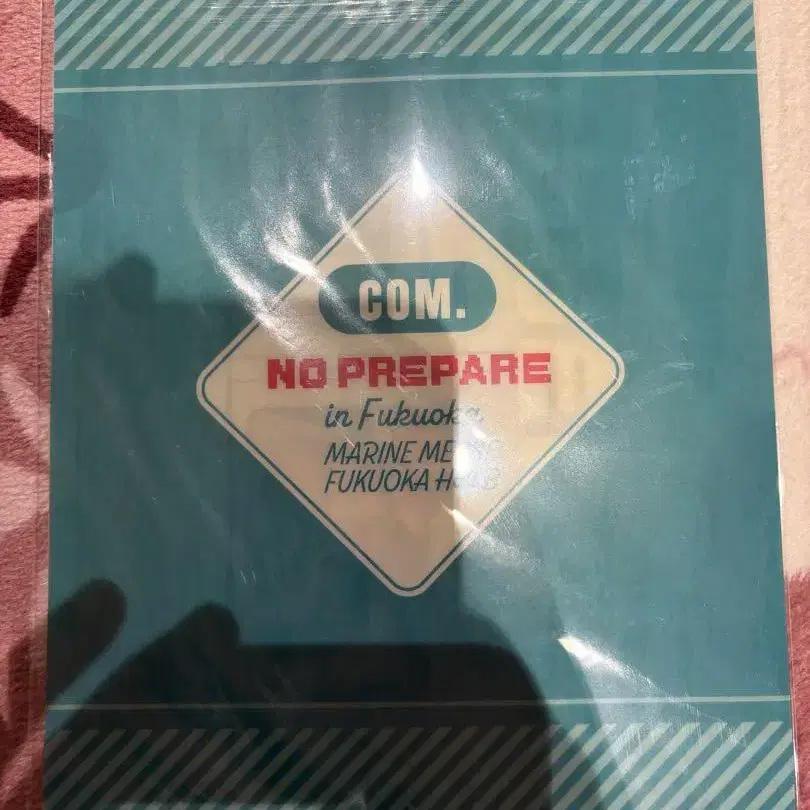 COM.
NO PREPARE
in Fukuoka
MARINE
FUKUOKA